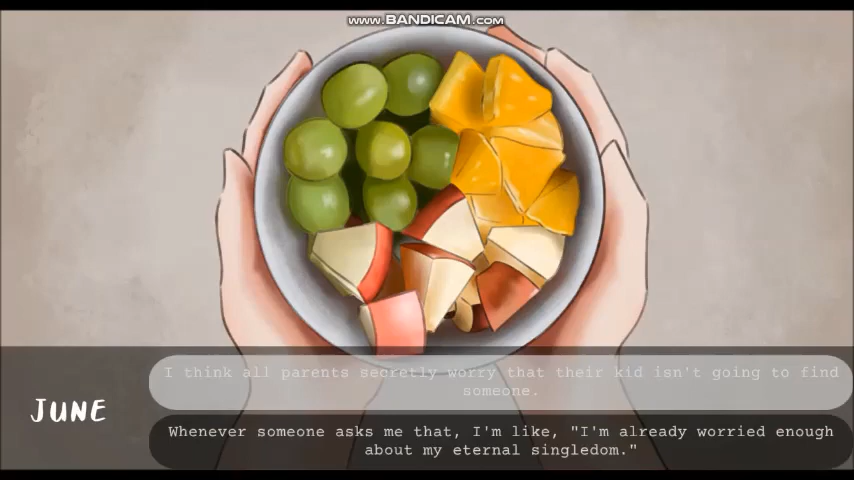 www.BANDICAM.com
I think all parents secretly worry that their kid isn't going to find
someone.
JUNE
Whenever someone asks me that, I'm like, "I'm already worried enough
about my eternal singledom."